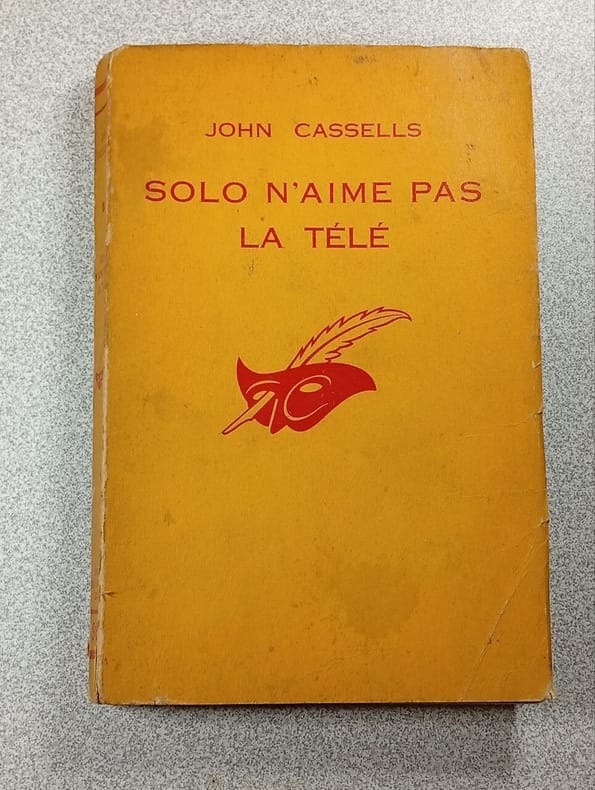 JOHN CASSELLS
SOLO N'AIME PAS
LA TÉLÉ